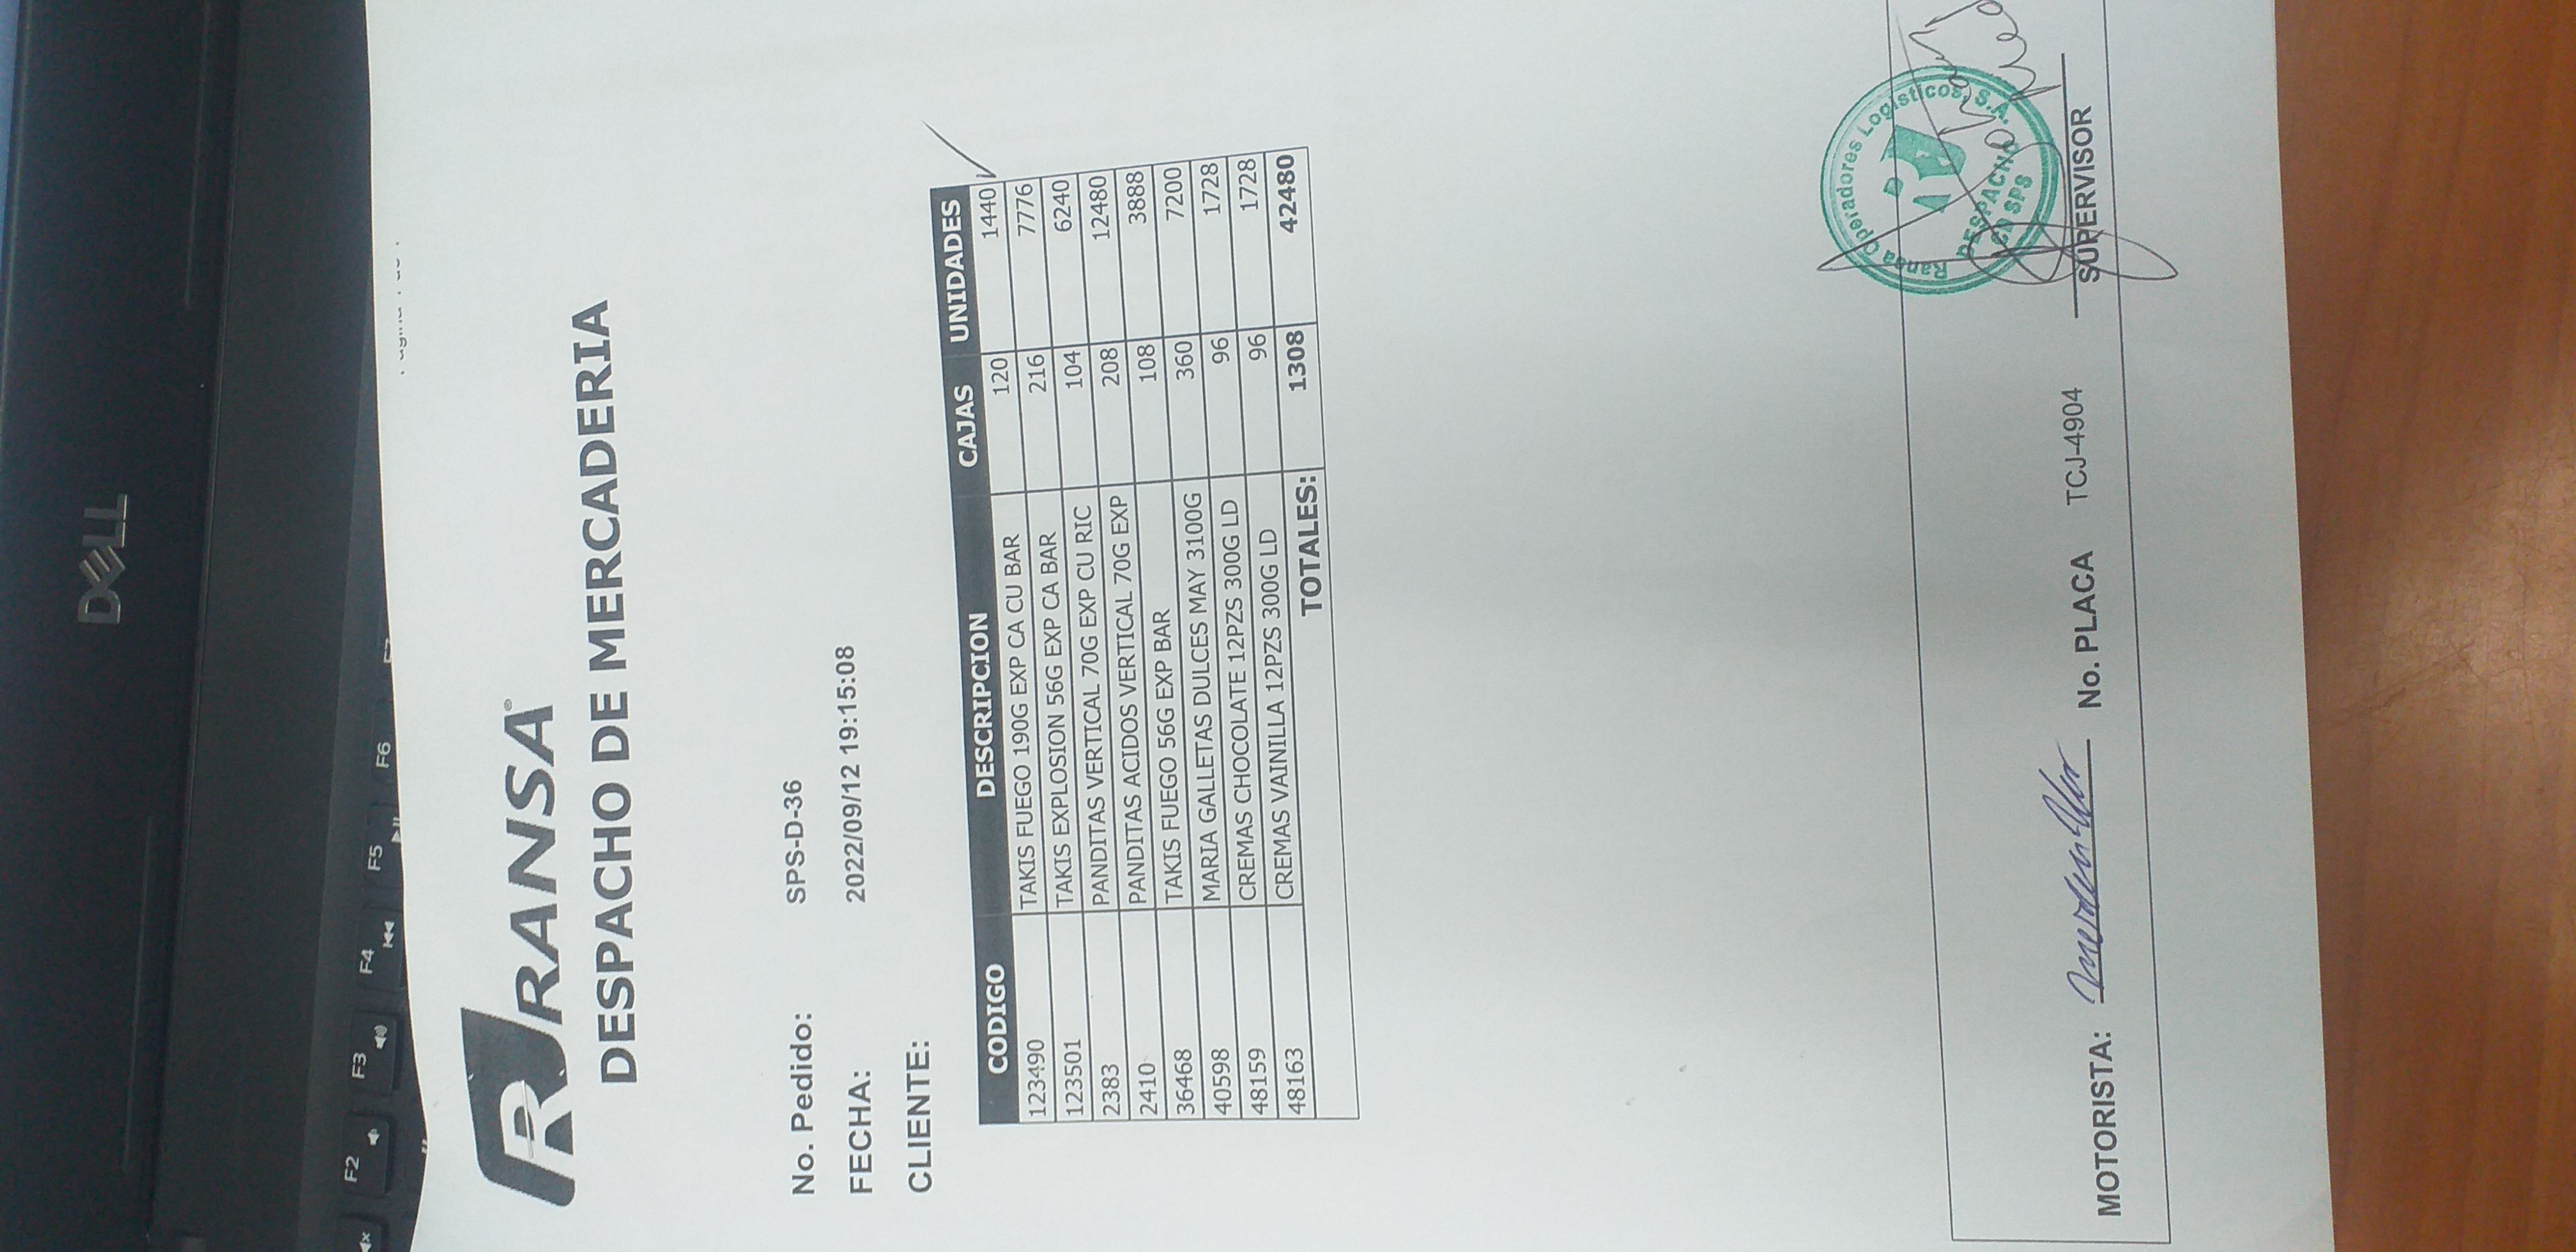 DELL
F2
F3
F4
F5
F6
RANSA®
DESPACHO DE MERCADERIA
No. Pedido: SPS-D-36
FECHA: 2022/09/12 19:15:08
CLIENTE:
CODIGO DESCRIPCION CAJAS UNIDADES
123490 TAKIS FUEGO 190G EXP CA CU BAR 120 1440
123501 TAKIS EXPLOSION 56G EXP CA BAR 216 7776
2383 PANDITAS VERTICAL 70G EXP CU RIC 104 6240
2410 PANDITAS ACIDOS VERTICAL 70G EXP 208 12480
36468 TAKIS FUEGO 56G EXP BAR 108 3888
40598 MARIA GALLETAS DULCES MAY 3100G 360 7200
48159 CREMAS CHOCOLATE 12PZS 300G LD 96 1728
48163 CREMAS VAINILLA 12PZS 300G LD 96 1728
TOTALES: 1308 42480
Ransa Operadores Logisticos, S.A.
DESPACHO
CD SPS
MOTORISTA: No. PLACA TCJ-4904 SUPERVISOR